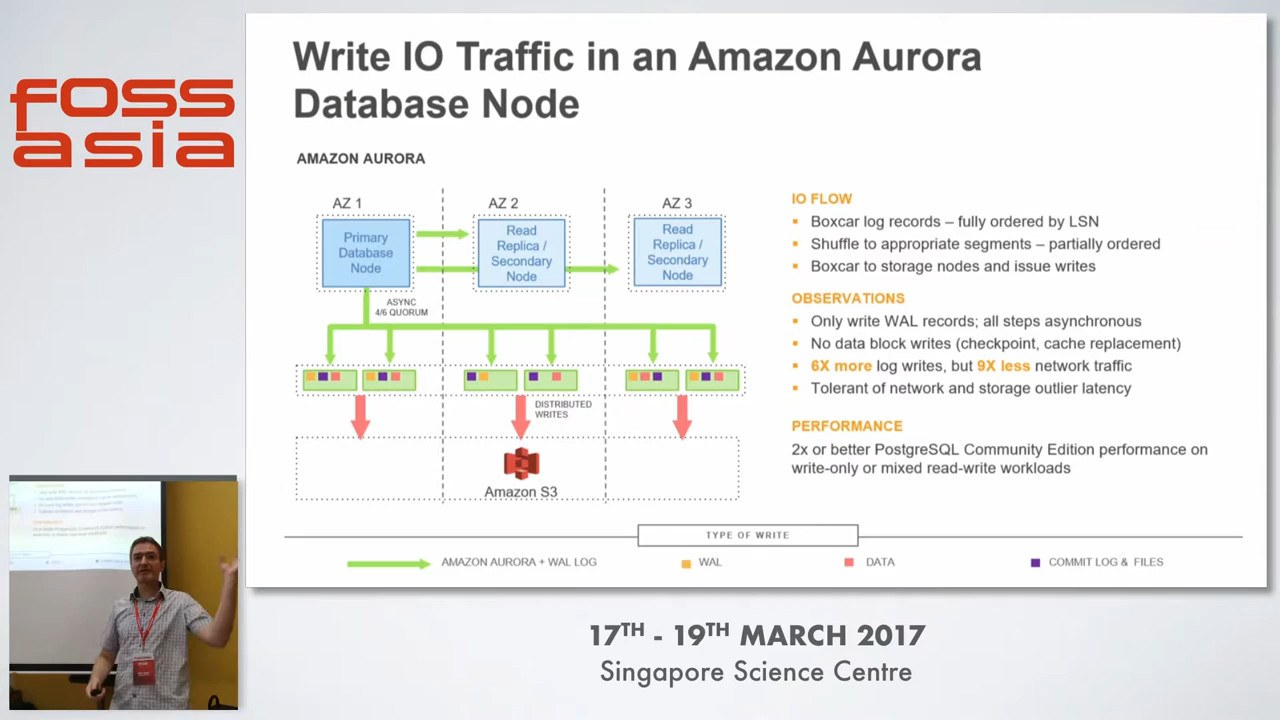 foss
asia
Write IO Traffic in an Amazon Aurora
Database Node
AMAZON AURORA
AZ 1
AZ 2
AZ 3
Primary
Database
Node
Read
Replica /
Secondary
Node
Read
Replica /
Secondary
Node
ASYNC
4/6 QUORUM
DISTRIBUTED
WRITES
Amazon S3
IO FLOW
▪ Boxcar log records – fully ordered by LSN
▪ Shuffle to appropriate segments – partially ordered
▪ Boxcar to storage nodes and issue writes
OBSERVATIONS
▪ Only write WAL records; all steps asynchronous
▪ No data block writes (checkpoint, cache replacement)
▪ 6X more log writes, but 9X less network traffic
▪ Tolerant of network and storage outlier latency
PERFORMANCE
2x or better PostgreSQL Community Edition performance on
write-only or mixed read-write workloads
TYPE OF WRITE
AMAZON AURORA + WAL LOG
WAL
DATA
COMMIT LOG & FILES
17TH - 19TH MARCH 2017
Singapore Science Centre